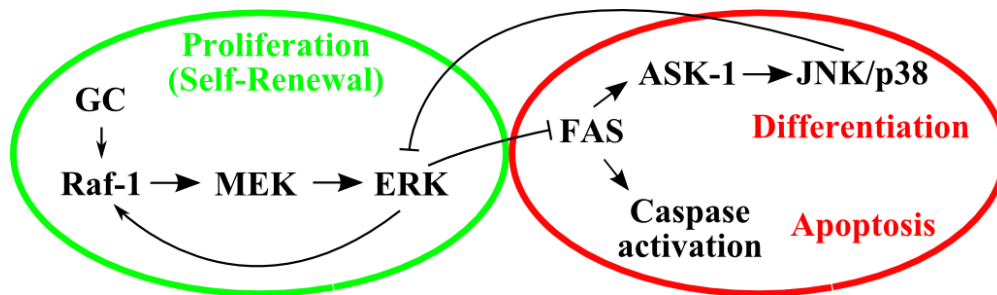 Proliferation
(Self-Renewal)
GC
Raf-1
MEK
ERK
ASK-1
JNK/p38
FAS
Differentiation
Caspase
activation
Apoptosis